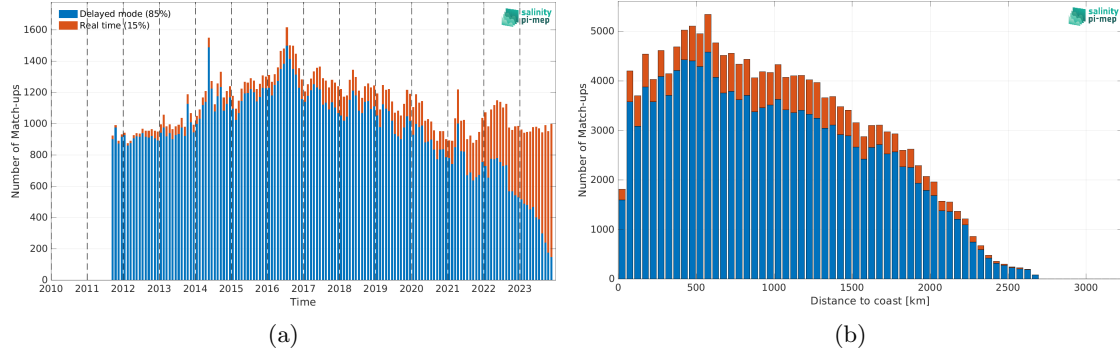 Delayed mode (85%)
Real time (15%)
salinity
pi-mep
1600
1400
1200
1000
800
600
400
200
0
Number of Match-ups
2010 2011 2012 2013 2014 2015 2016 2017 2018 2019 2020 2021 2022 2023
Time
(a)
salinity
pi-mep
5000
4000
3000
2000
1000
0
Number of Match-ups
0 500 1000 1500 2000 2500 3000
Distance to coast [km]
(b)